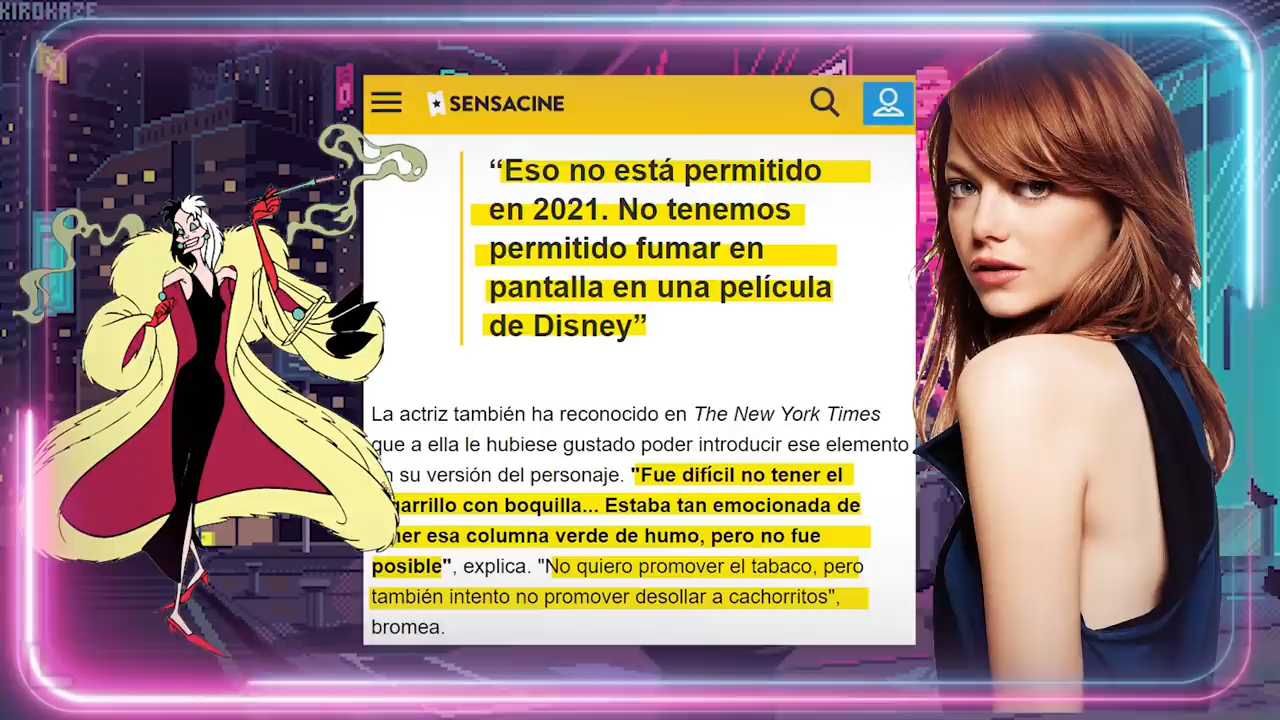 KIROKAZE
SENSACINE
“Eso no está permitido
en 2021. No tenemos
permitido fumar en
pantalla en una película
de Disney”
La actriz también ha reconocido en The New York Times
que a ella le hubiese gustado poder introducir ese elemento
su versión del personaje. "Fue difícil no tener el
garrillo con boquilla... Estaba tan emocionada de
er esa columna verde de humo, pero no fue
posible", explica. "No quiero promover el tabaco, pero
también intento no promover desollar a cachorritos",
bromea.